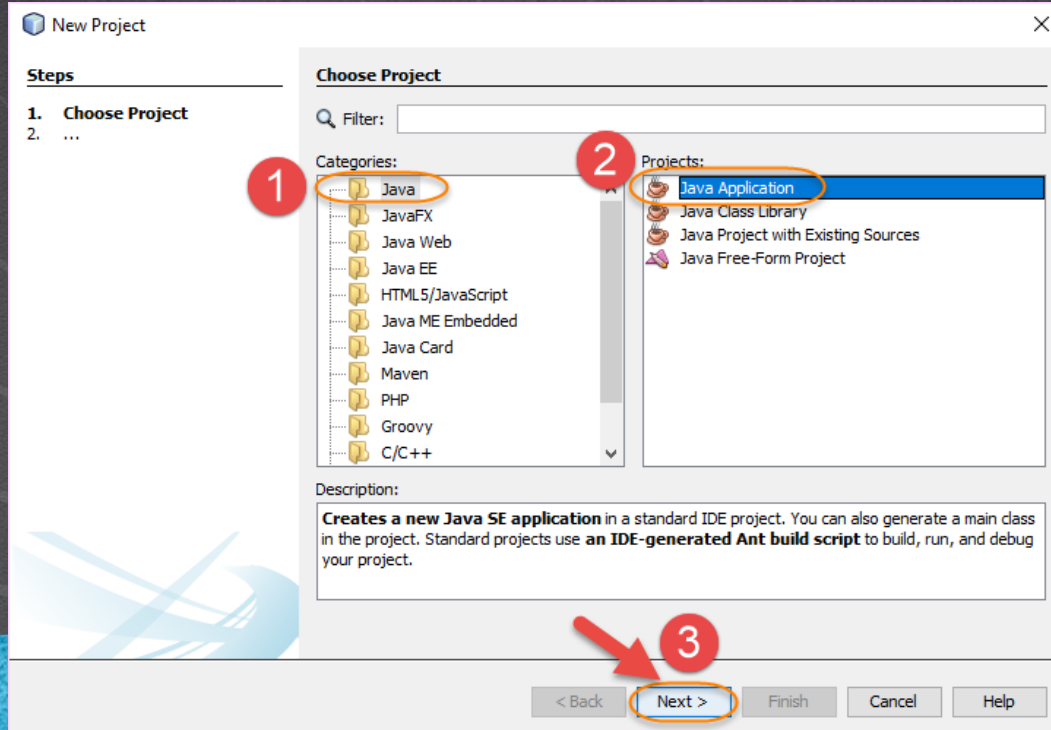 New Project
Steps
1. Choose Project
2. ...
Choose Project
Filter:
Categories:
1
Java
JavaFX
Java Web
Java EE
HTML5/JavaScript
Java ME Embedded
Java Card
Maven
PHP
Groovy
C/C++
2
Projects:
Java Application
Java Class Library
Java Project with Existing Sources
Java Free-Form Project
Description:
Creates a new Java SE application in a standard IDE project. You can also generate a main class
in the project. Standard projects use an IDE-generated Ant build script to build, run, and debug
your project.
3
< Back Next > Finish Cancel Help